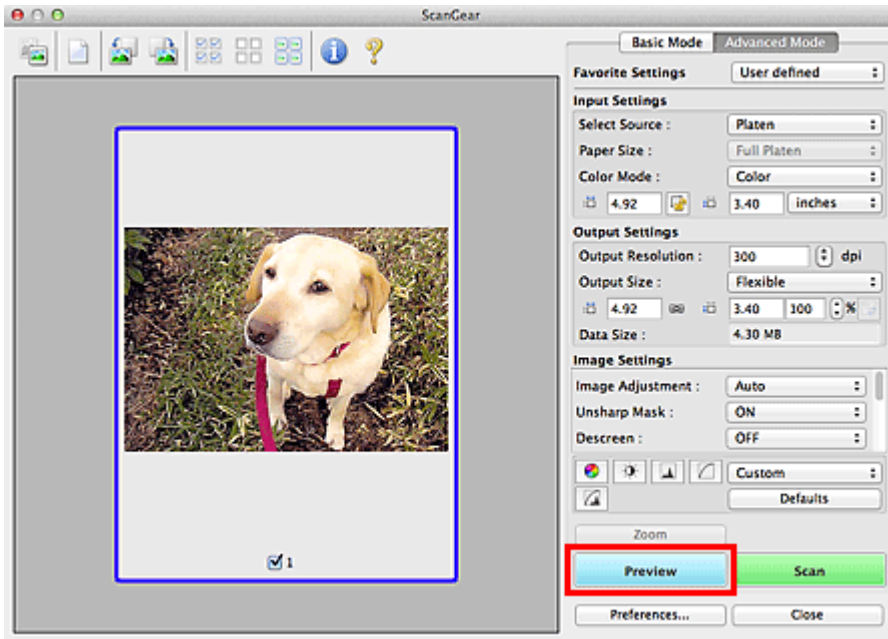 ScanGear
Basic Mode Advanced Mode
Favorite Settings User defined
Input Settings
Select Source : Platen
Paper Size : Full Platen
Color Mode : Color
4.92 3.40 inches
Output Settings
Output Resolution : 300 dpi
Output Size : Flexible
4.92 3.40 100 %
Data Size : 4.30 MB
Image Settings
Image Adjustment : Auto
Unsharp Mask : ON
Descreen : OFF
Custom
Defaults
Zoom
1
Preview Scan
Preferences... Close